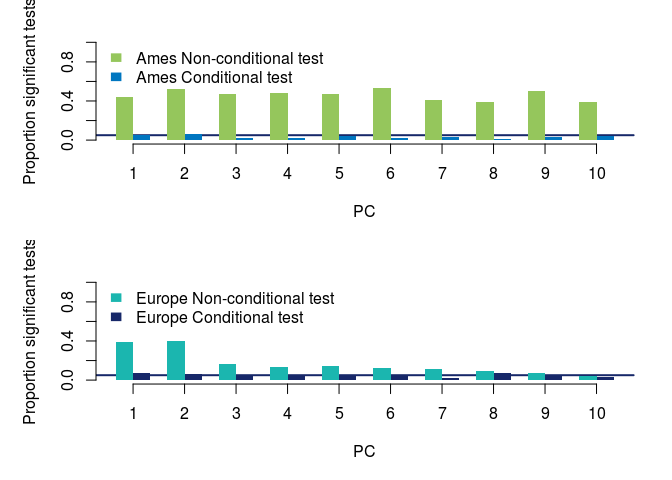 Proportion significant tests
0.0 0.4 0.8
Ames Non-conditional test
Ames Conditional test
1 2 3 4 5 6 7 8 9 10
PC
Proportion significant tests
0.0 0.4 0.8
Europe Non-conditional test
Europe Conditional test
1 2 3 4 5 6 7 8 9 10
PC